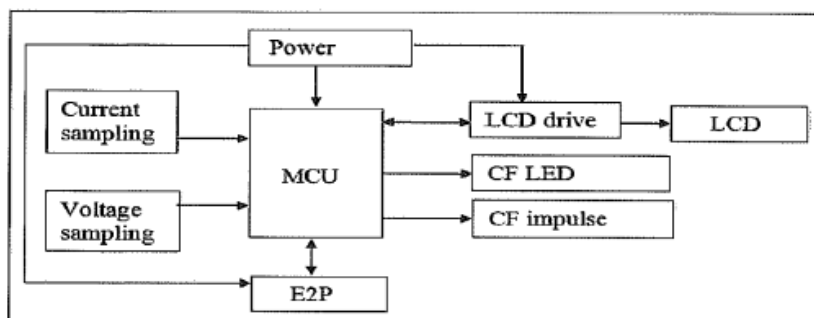 Power
Current
sampling
LCD drive
LCD
MCU
CF LED
Voltage
sampling
CF impulse
E2P